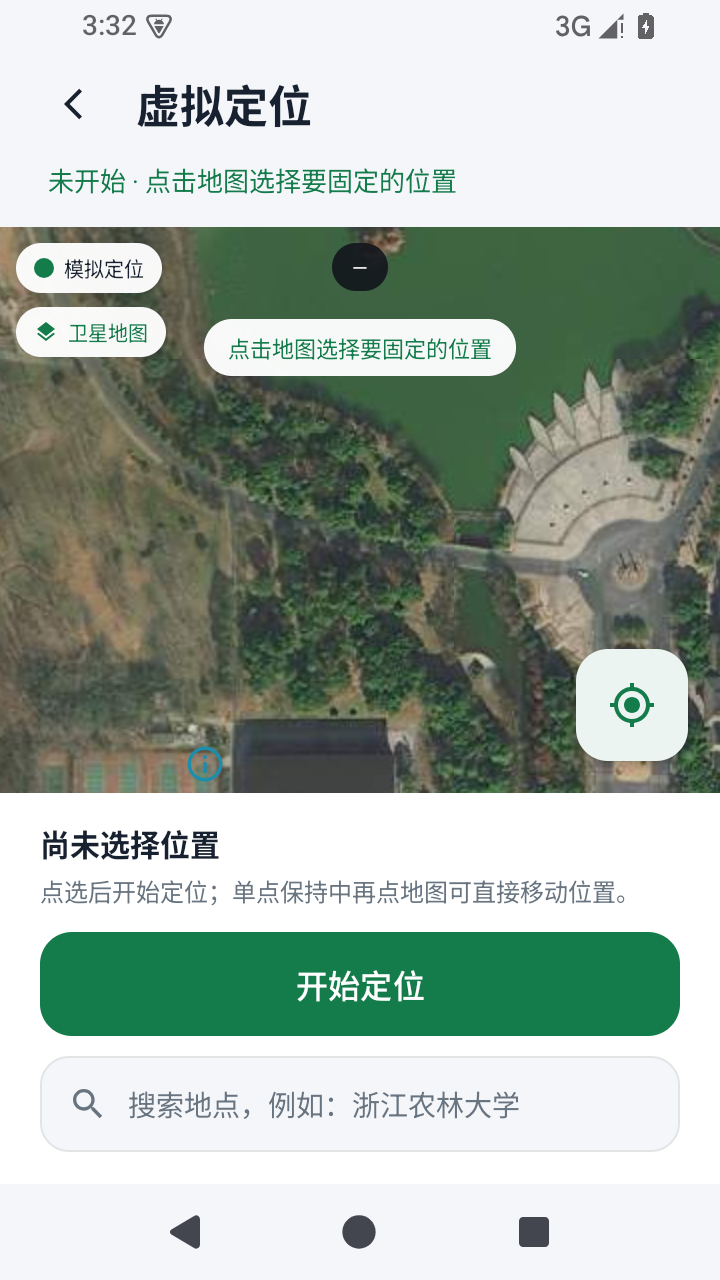 3:32
3G
虚拟定位
未开始 · 点击地图选择要固定的位置
模拟定位
–
卫星地图
点击地图选择要固定的位置
尚未选择位置
点选后开始定位；单点保持中再点地图可直接移动位置。
开始定位
搜索地点，例如：浙江农林大学